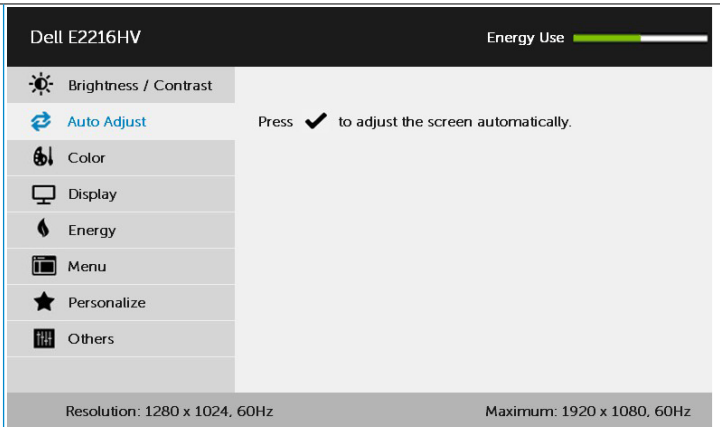 Dell E2216HV
Energy Use
Brightness / Contrast
Auto Adjust
Press ✔ to adjust the screen automatically.
Color
Display
Energy
Menu
Personalize
Others
Resolution: 1280 x 1024, 60Hz
Maximum: 1920 x 1080, 60Hz